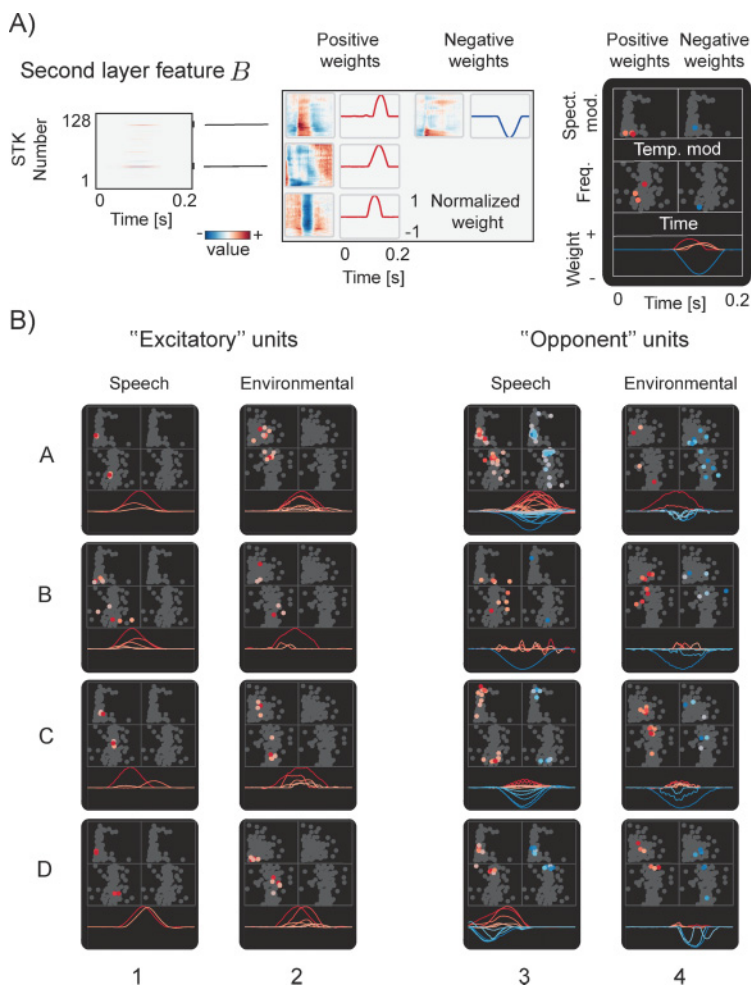 A)
Positive weights
Negative weights
Positive weights
Negative weights
Second layer feature B
128
STK Number
1
0
0.2
Time [s]
- +
value
Normalized weight
1
-1
0
0.2
Time [s]
Spect. mod.
Temp. mod
Freq.
Time
Weight
+
-
0
0.2
Time [s]
B)
"Excitatory" units
"Opponent" units
Speech
Environmental
Speech
Environmental
A
B
C
D
1
2
3
4